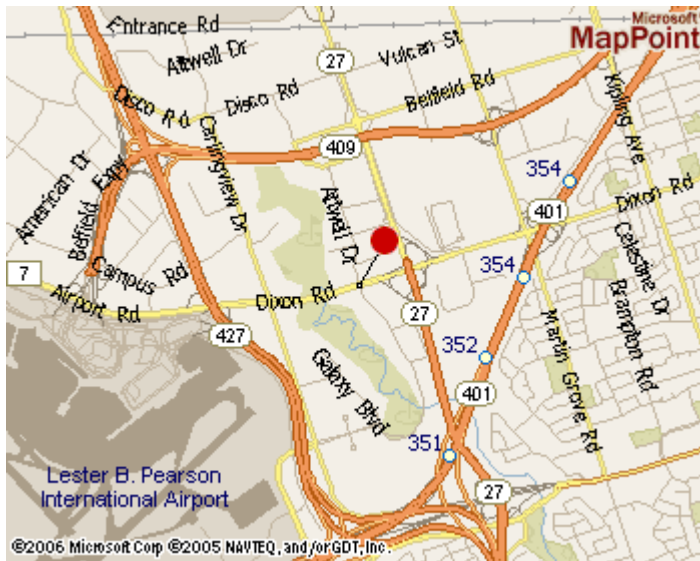 Microsoft
MapPoint
Entrance Rd
Attwell Dr
27
Vulcan St
Disco Rd
Disco Rd
Belfield Rd
Kipling Ave
Carlingview Dr
409
354
American Dr
Belfield Expy
Attwell Dr
401
Dixon Rd
7
Campus Rd
Airport Rd
Dixon Rd
354
Celestine Dr
27
Brampton Rd
427
Galaxy Blvd
352
Martin Grove Rd
401
351
Lester B. Pearson
International Airport
27
©2006 Microsoft Corp ©2005 NAVTEQ, and/or GDT, Inc.